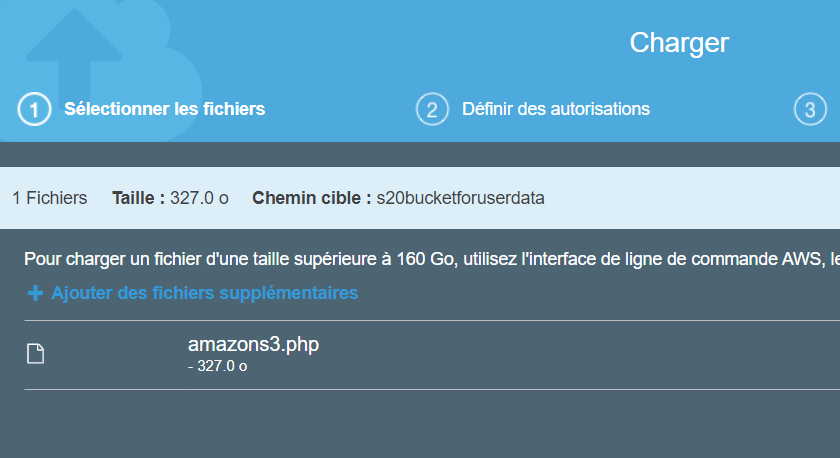 Charger
1 Sélectionner les fichiers 2 Définir des autorisations 3
1 Fichiers Taille : 327.0 o Chemin cible : s20bucketforuserdata
Pour charger un fichier d'une taille supérieure à 160 Go, utilisez l'interface de ligne de commande AWS, le
+ Ajouter des fichiers supplémentaires
amazons3.php
- 327.0 o